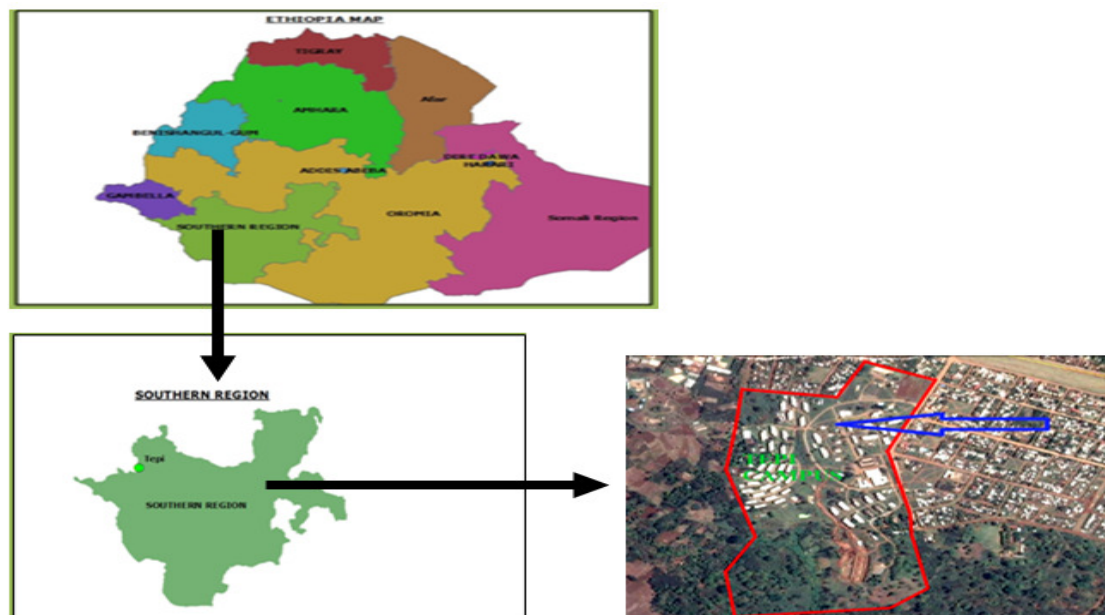 ETHIOPIA MAP
TIGRAY
Afar
AMHARA
BENISHANGUL-GUM
DIRE DAWA
HARARI
ADDIS ABEBA
GAMBELLA
OROMIA
Somali Region
SOUTHERN REGION
SOUTHERN REGION
Tepi
SOUTHERN REGION
TEPI
CAMPUS